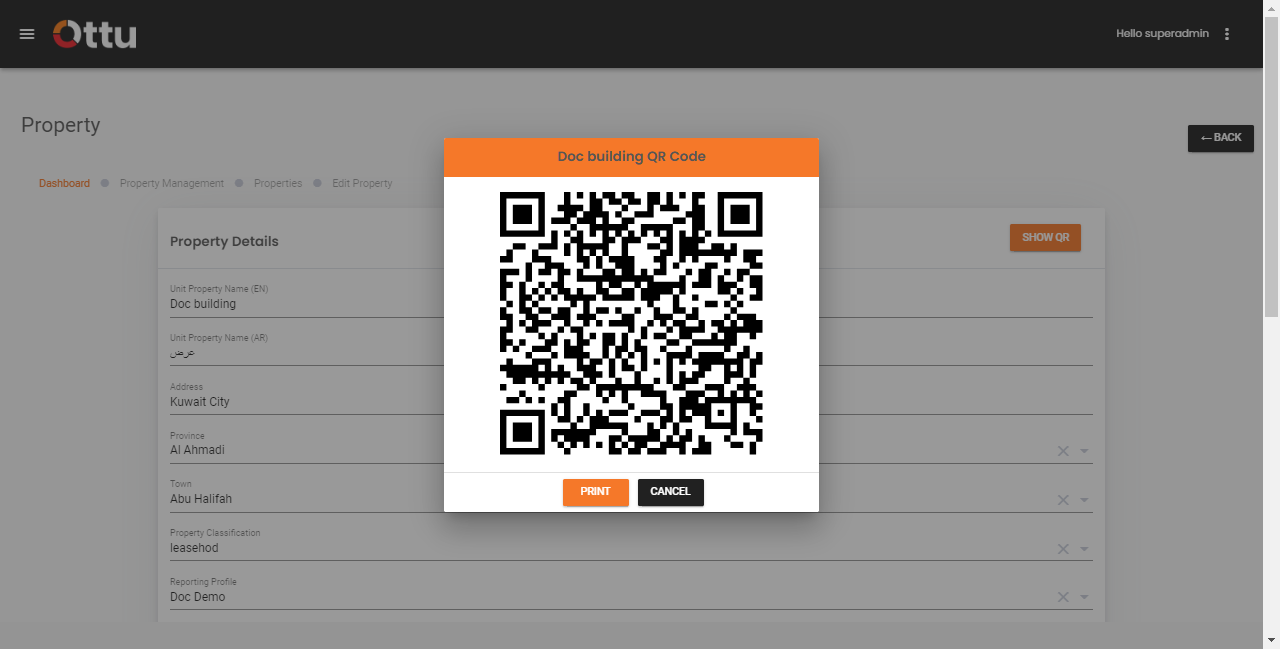 Ottu
Hello superadmin
Property
← BACK
Doc building QR Code
Dashboard Property Management Properties Edit Property
Property Details
SHOW QR
Unit Property Name (EN)
Doc building
Unit Property Name (AR)
عرض
Address
Kuwait City
Province
Al Ahmadi
Town
Abu Halifah
PRINT CANCEL
Property Classification
leasehod
Reporting Profile
Doc Demo